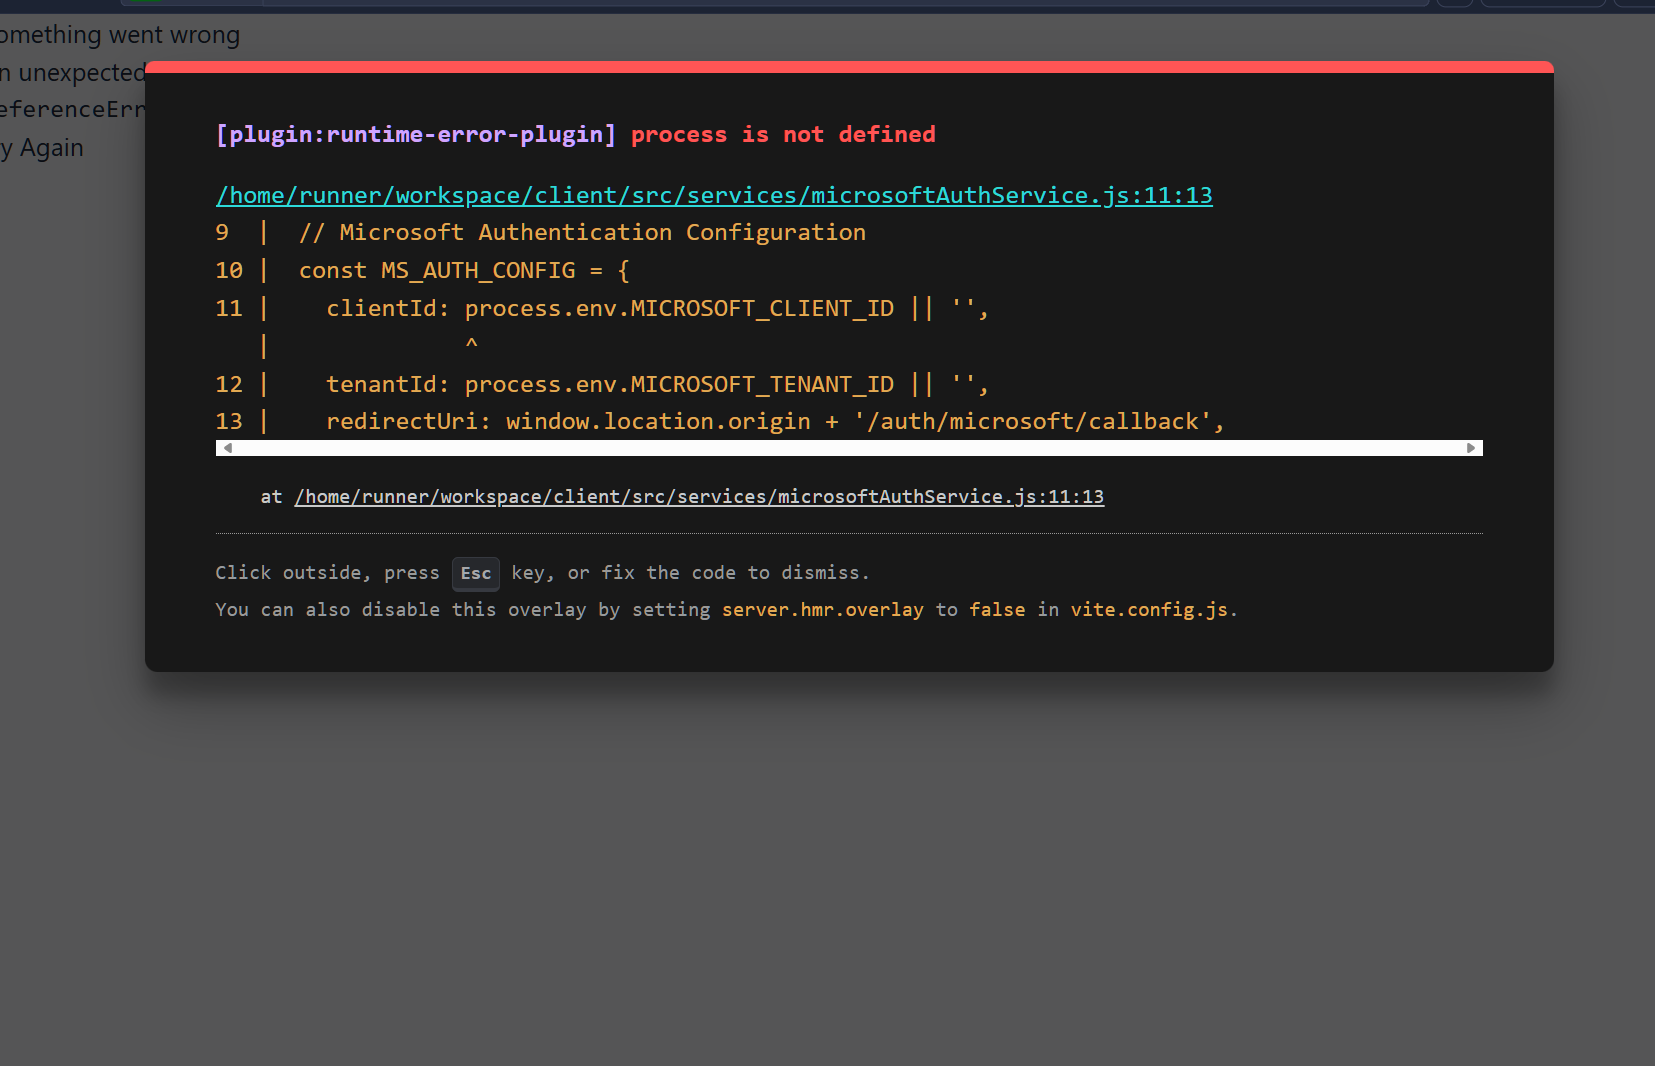 omething went wrong
n unexpected
eferenceErr
y Again
[plugin:runtime-error-plugin] process is not defined
/home/runner/workspace/client/src/services/microsoftAuthService.js:11:13
9  |  // Microsoft Authentication Configuration
10 |  const MS_AUTH_CONFIG = {
11 |    clientId: process.env.MICROSOFT_CLIENT_ID || '',
   |              ^
12 |    tenantId: process.env.MICROSOFT_TENANT_ID || '',
13 |    redirectUri: window.location.origin + '/auth/microsoft/callback',
at /home/runner/workspace/client/src/services/microsoftAuthService.js:11:13
Click outside, press Esc key, or fix the code to dismiss.
You can also disable this overlay by setting server.hmr.overlay to false in vite.config.js.